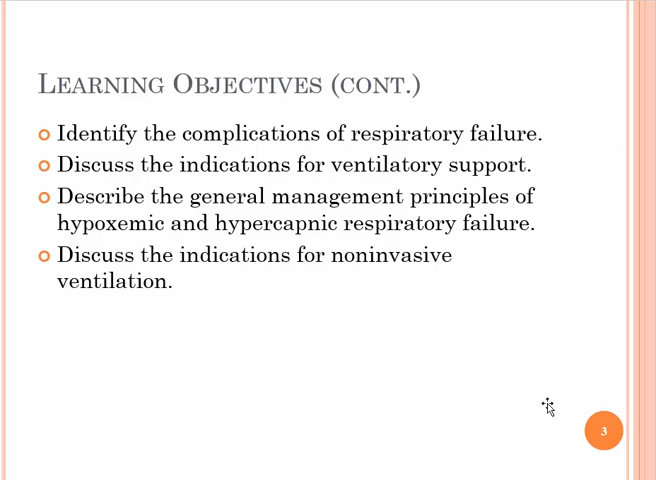 LEARNING OBJECTIVES (CONT.)
Identify the complications of respiratory failure.
Discuss the indications for ventilatory support.
Describe the general management principles of
hypoxemic and hypercapnic respiratory failure.
Discuss the indications for noninvasive
ventilation.
3